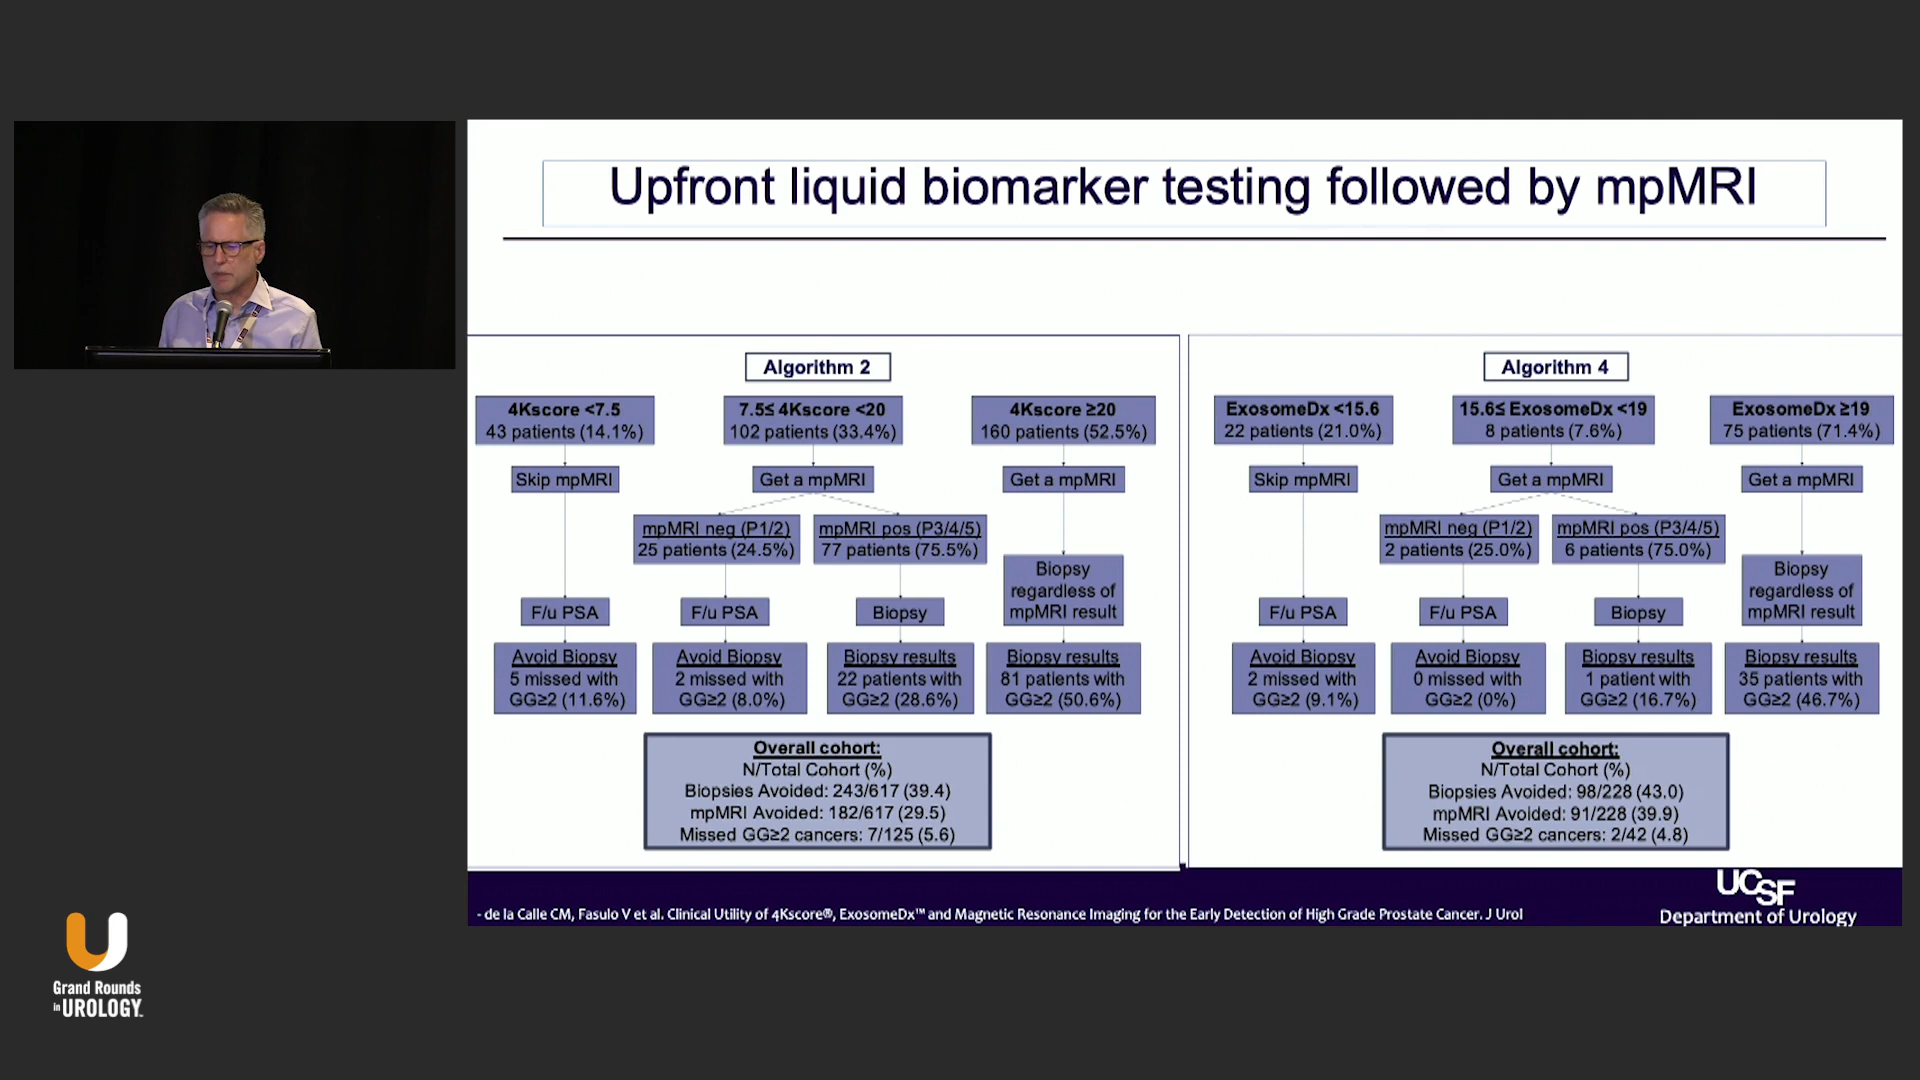 Upfront liquid biomarker testing followed by mpMRI
Algorithm 2
4Kscore <7.5
43 patients (14.1%)
7.5≤ 4Kscore <20
102 patients (33.4%)
4Kscore ≥20
160 patients (52.5%)
Skip mpMRI
Get a mpMRI
Get a mpMRI
mpMRI neg (P1/2)
25 patients (24.5%)
mpMRI pos (P3/4/5)
77 patients (75.5%)
Biopsy
regardless of
mpMRI result
F/u PSA
F/u PSA
Biopsy
Avoid Biopsy
5 missed with
GG≥2 (11.6%)
Avoid Biopsy
2 missed with
GG≥2 (8.0%)
Biopsy results
22 patients with
GG≥2 (28.6%)
Biopsy results
81 patients with
GG≥2 (50.6%)
Overall cohort:
N/Total Cohort (%)
Biopsies Avoided: 243/617 (39.4)
mpMRI Avoided: 182/617 (29.5)
Missed GG≥2 cancers: 7/125 (5.6)
Algorithm 4
ExosomeDx <15.6
22 patients (21.0%)
15.6≤ ExosomeDx <19
8 patients (7.6%)
ExosomeDx ≥19
75 patients (71.4%)
Skip mpMRI
Get a mpMRI
Get a mpMRI
mpMRI neg (P1/2)
2 patients (25.0%)
mpMRI pos (P3/4/5)
6 patients (75.0%)
Biopsy
regardless of
mpMRI result
F/u PSA
F/u PSA
Biopsy
Avoid Biopsy
2 missed with
GG≥2 (9.1%)
Avoid Biopsy
0 missed with
GG≥2 (0%)
Biopsy results
1 patient with
GG≥2 (16.7%)
Biopsy results
35 patients with
GG≥2 (46.7%)
Overall cohort:
N/Total Cohort (%)
Biopsies Avoided: 98/228 (43.0)
mpMRI Avoided: 91/228 (39.9)
Missed GG≥2 cancers: 2/42 (4.8)
- de la Calle CM, Fasulo V et al. Clinical Utility of 4Kscore®, ExosomeDx™ and Magnetic Resonance Imaging for the Early Detection of High Grade Prostate Cancer. J Urol
UCSF
Department of Urology
Grand Rounds
in UROLOGY